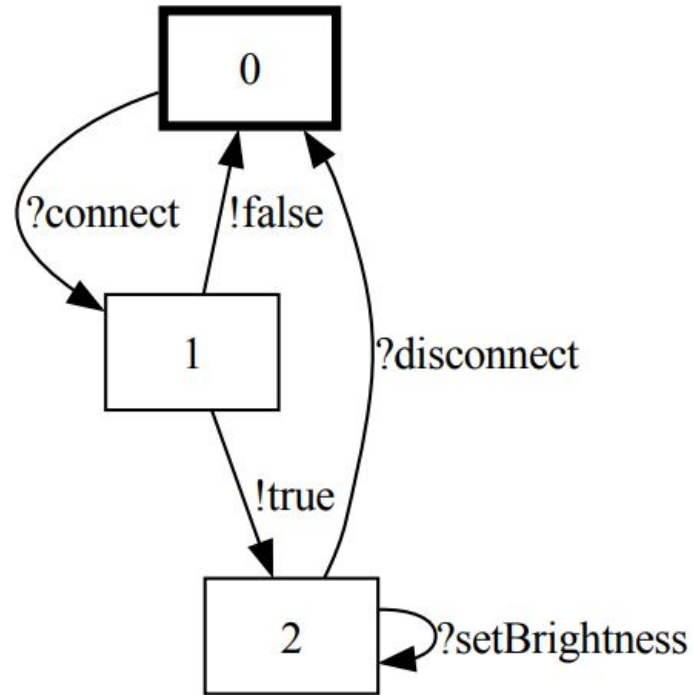 0
?connect
!false
1
?disconnect
!true
2
?setBrightness